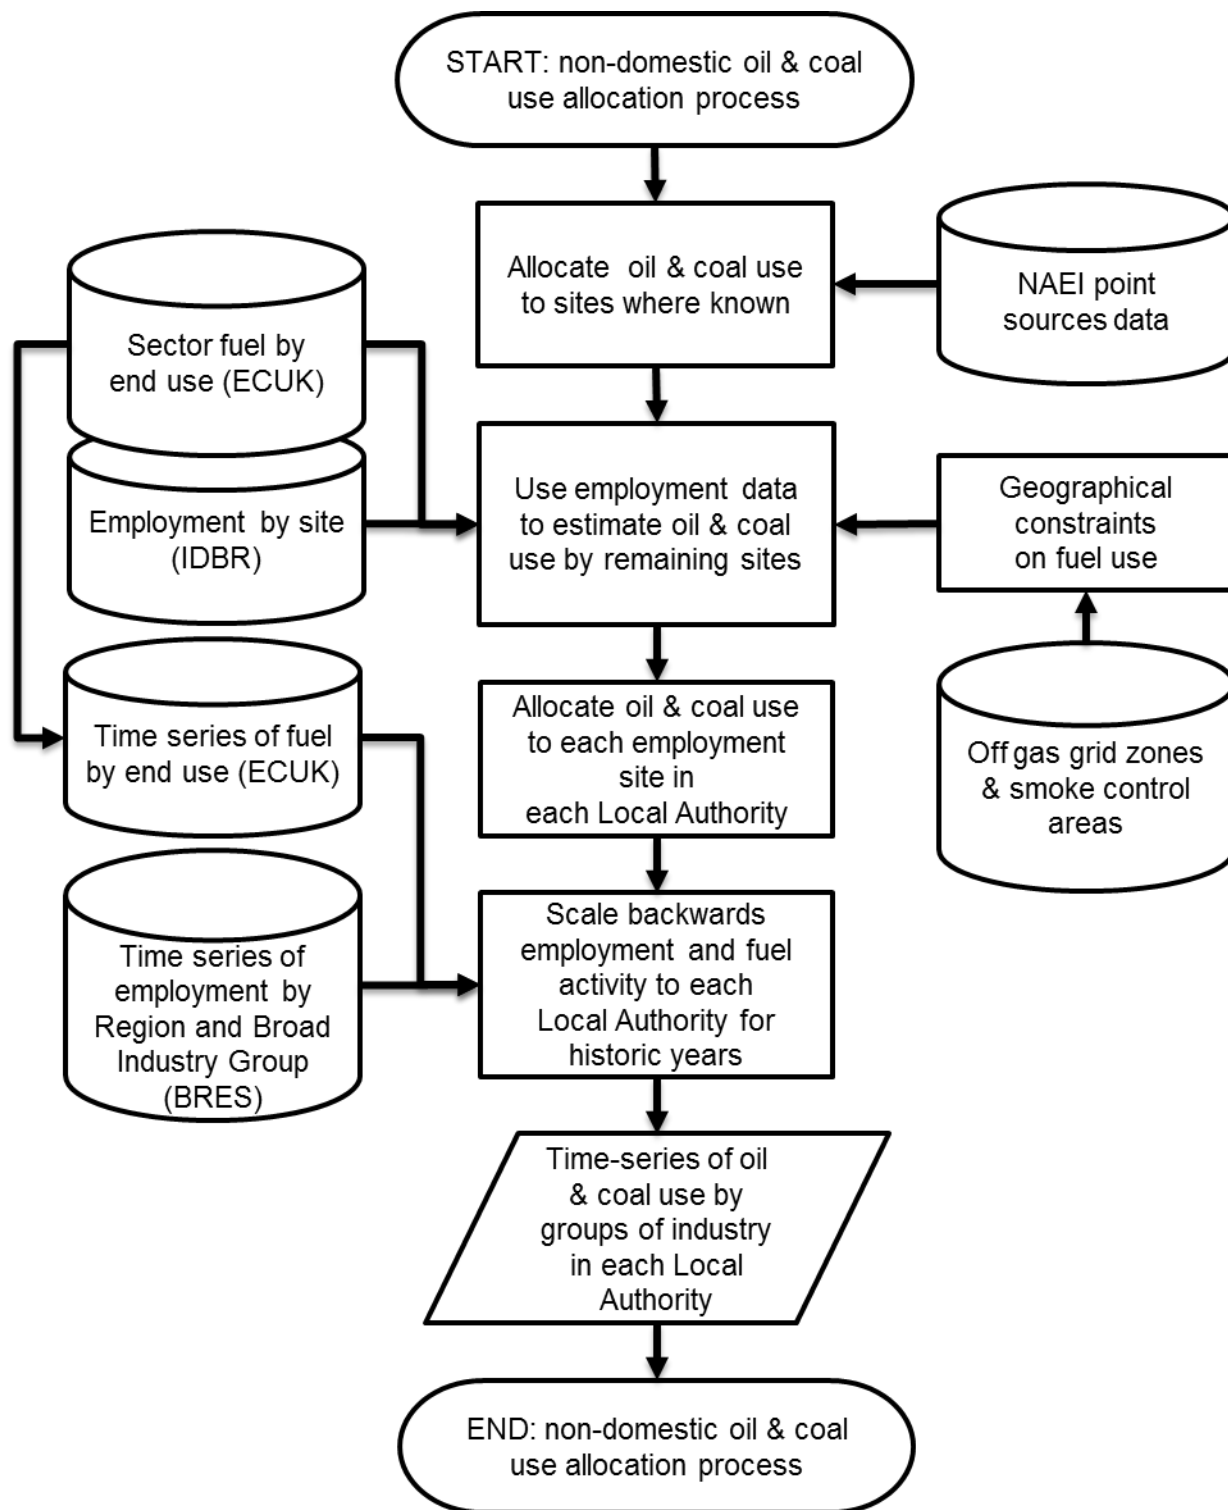 START: non-domestic oil & coal
use allocation process
Allocate oil & coal use
to sites where known
NAEI point
sources data
Sector fuel by
end use (ECUK)
Employment by site
(IDBR)
Use employment data
to estimate oil & coal
use by remaining sites
Geographical
constraints
on fuel use
Off gas grid zones
& smoke control
areas
Time series of fuel
by end use (ECUK)
Allocate oil & coal use
to each employment
site in
each Local Authority
Time series of
employment by
Region and Broad
Industry Group
(BRES)
Scale backwards
employment and fuel
activity to each
Local Authority for
historic years
Time-series of oil
& coal use by
groups of industry
in each Local
Authority
END: non-domestic oil & coal
use allocation process